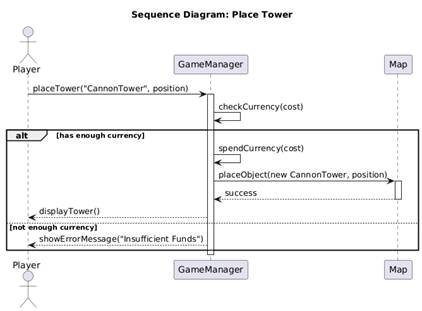 Sequence Diagram: Place Tower
Player
GameManager
Map
placeTower("CannonTower", position)
checkCurrency(cost)
alt [has enough currency]
spendCurrency(cost)
placeObject(new CannonTower, position)
success
displayTower()
[not enough currency]
showErrorMessage("Insufficient Funds")
Player
GameManager
Map